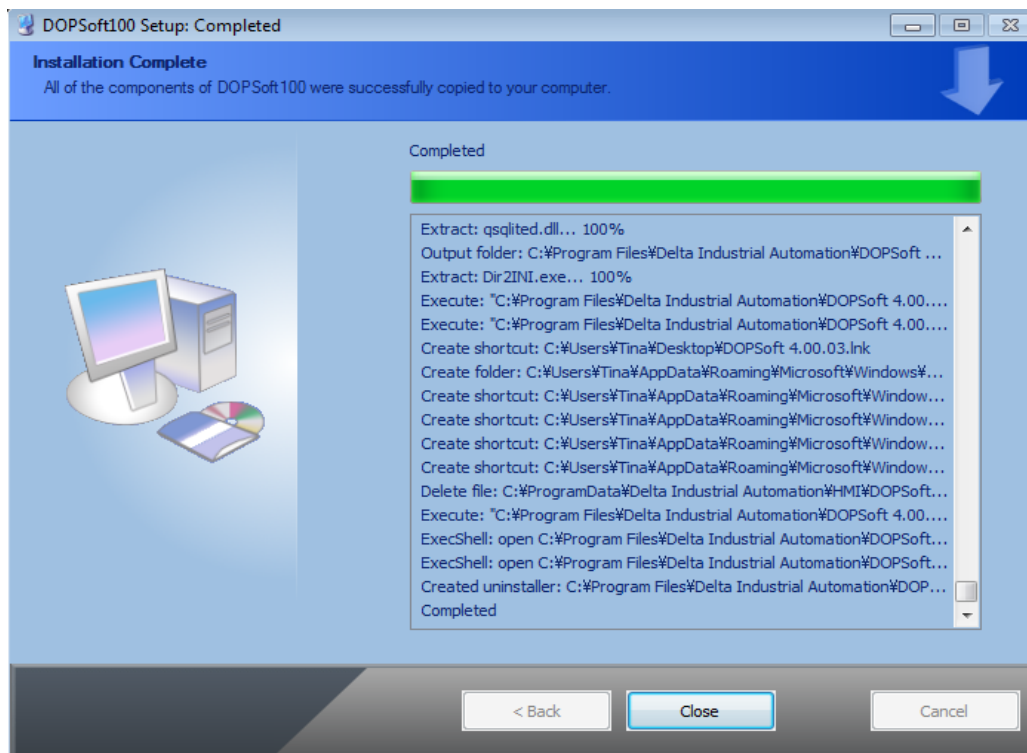 DOPSoft100 Setup: Completed
Installation Complete
All of the components of DOPSoft100 were successfully copied to your computer.
Completed
Extract: qsqlited.dll... 100%
Output folder: C:¥Program Files¥Delta Industrial Automation¥DOPSoft ...
Extract: Dir2INI.exe... 100%
Execute: "C:¥Program Files¥Delta Industrial Automation¥DOPSoft 4.00....
Execute: "C:¥Program Files¥Delta Industrial Automation¥DOPSoft 4.00....
Create shortcut: C:¥Users¥Tina¥Desktop¥DOPSoft 4.00.03.lnk
Create folder: C:¥Users¥Tina¥AppData¥Roaming¥Microsoft¥Windows¥...
Create shortcut: C:¥Users¥Tina¥AppData¥Roaming¥Microsoft¥Window...
Create shortcut: C:¥Users¥Tina¥AppData¥Roaming¥Microsoft¥Window...
Create shortcut: C:¥Users¥Tina¥AppData¥Roaming¥Microsoft¥Window...
Create shortcut: C:¥Users¥Tina¥AppData¥Roaming¥Microsoft¥Window...
Delete file: C:¥ProgramData¥Delta Industrial Automation¥HMI¥DOPSoft...
Execute: "C:¥Program Files¥Delta Industrial Automation¥DOPSoft 4.00....
ExecShell: open C:¥Program Files¥Delta Industrial Automation¥DOPSoft...
ExecShell: open C:¥Program Files¥Delta Industrial Automation¥DOPSoft...
Created uninstaller: C:¥Program Files¥Delta Industrial Automation¥DOP...
Completed
< Back Close Cancel